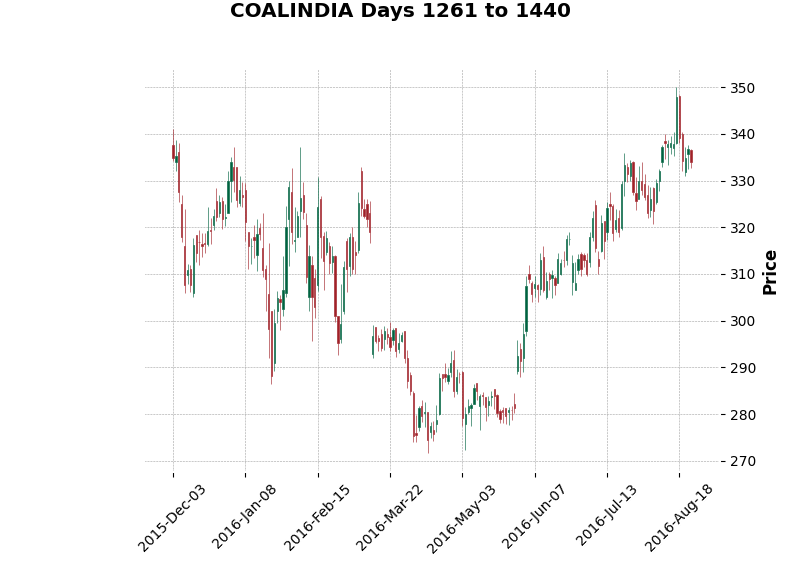 COALINDIA Days 1261 to 1440
350
340
330
320
310
300
290
280
270
Price
2015-Dec-03
2016-Jan-08
2016-Feb-15
2016-Mar-22
2016-May-03
2016-Jun-07
2016-Jul-13
2016-Aug-18